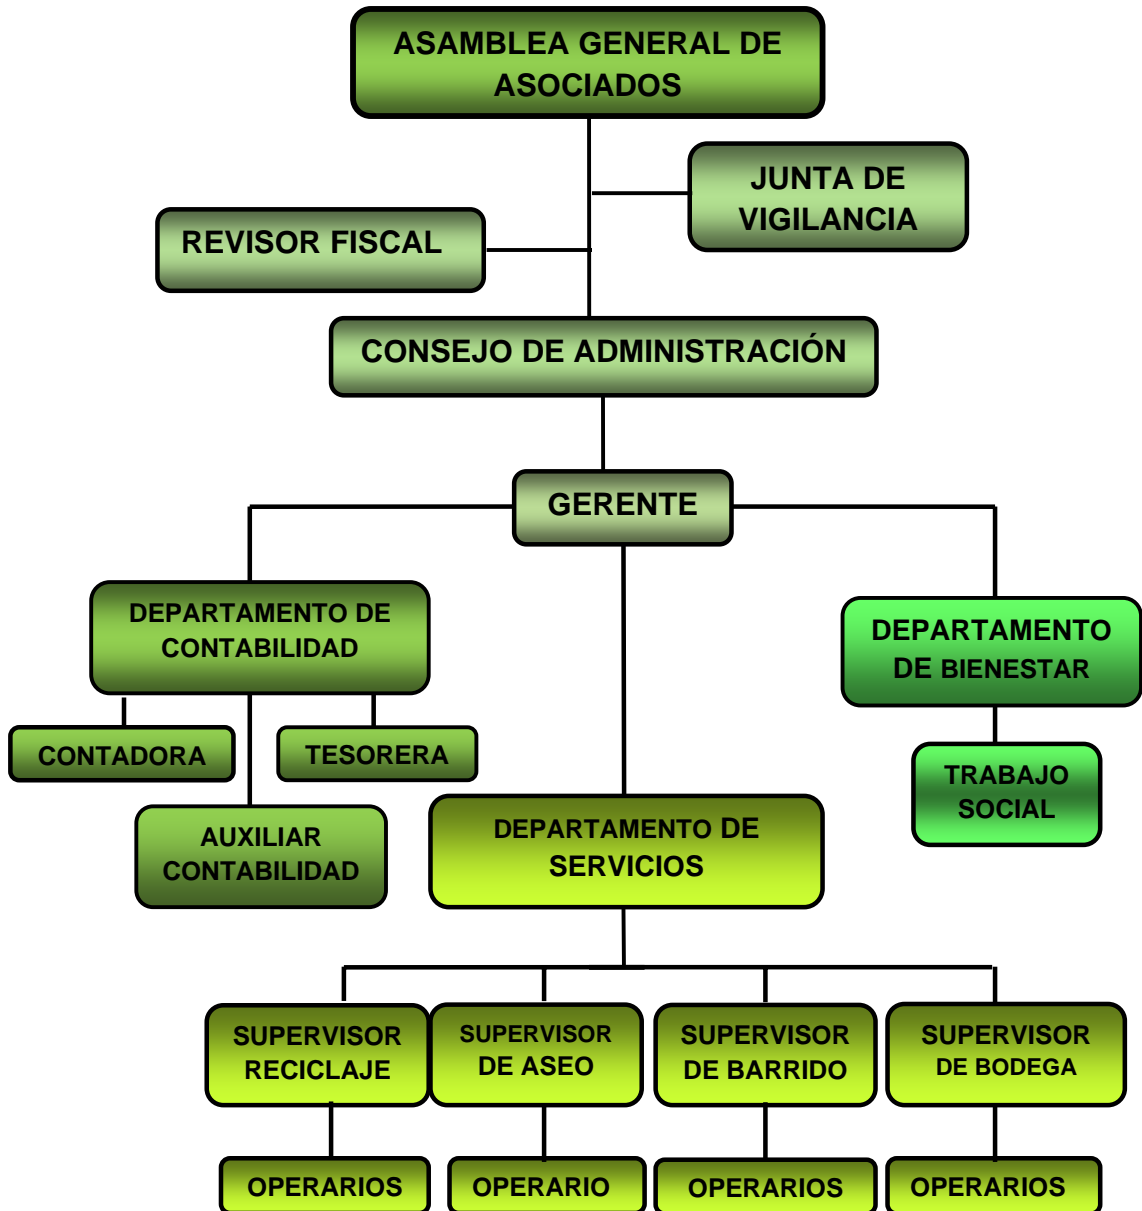 ASAMBLEA GENERAL DE
ASOCIADOS
JUNTA DE
VIGILANCIA
REVISOR FISCAL
CONSEJO DE ADMINISTRACIÓN
GERENTE
DEPARTAMENTO DE
CONTABILIDAD
DEPARTAMENTO
DE BIENESTAR
CONTADORA
TESORERA
TRABAJO
SOCIAL
AUXILIAR
CONTABILIDAD
DEPARTAMENTO DE
SERVICIOS
SUPERVISOR
RECICLAJE
SUPERVISOR
DE ASEO
SUPERVISOR
DE BARRIDO
SUPERVISOR
DE BODEGA
OPERARIOS
OPERARIO
OPERARIOS
OPERARIOS